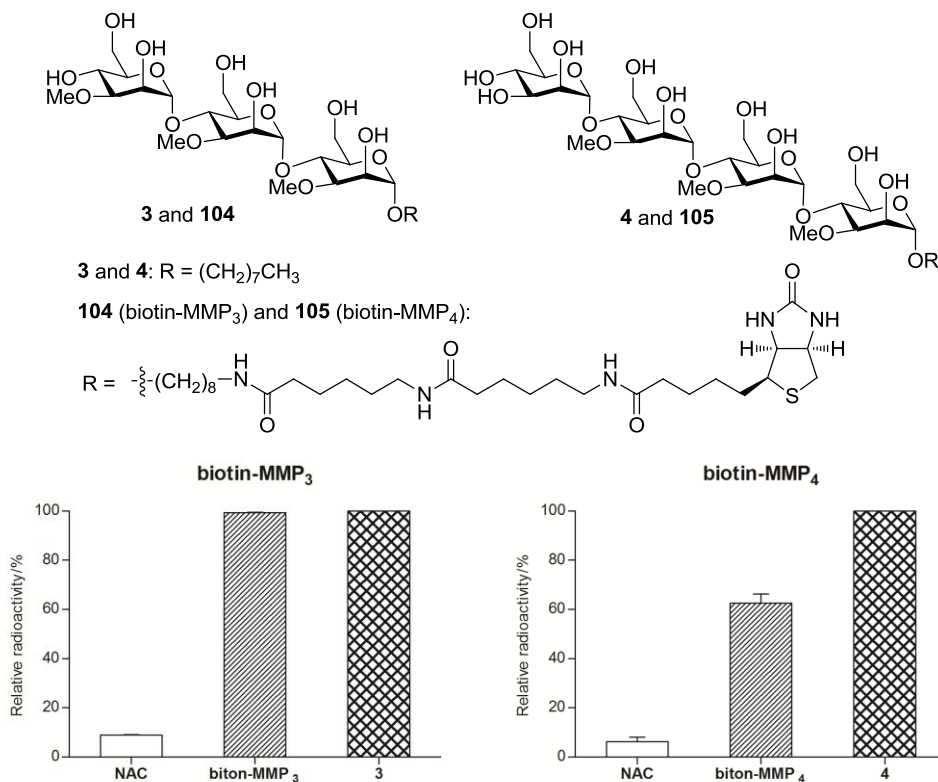 OH
OH
HO
O
MeO
OH
OH
O
O
MeO
OH
OH
O
O
MeO
OR
3 and 104
OH
OH
HO
HO
O
OH
OH
O
O
MeO
OH
OH
O
O
MeO
OH
OH
O
O
MeO
OR
4 and 105
3 and 4: R = (CH2)7CH3
104 (biotin-MMP3) and 105 (biotin-MMP4):
R = (CH2)8 H N O N H O H N O O HN NH H H S
biotin-MMP3
Relative radioactivity/%
100
80
60
40
20
0
NAC biton-MMP3 3
biotin-MMP4
Relative radioactivity/%
100
80
60
40
20
0
NAC biton-MMP4 4